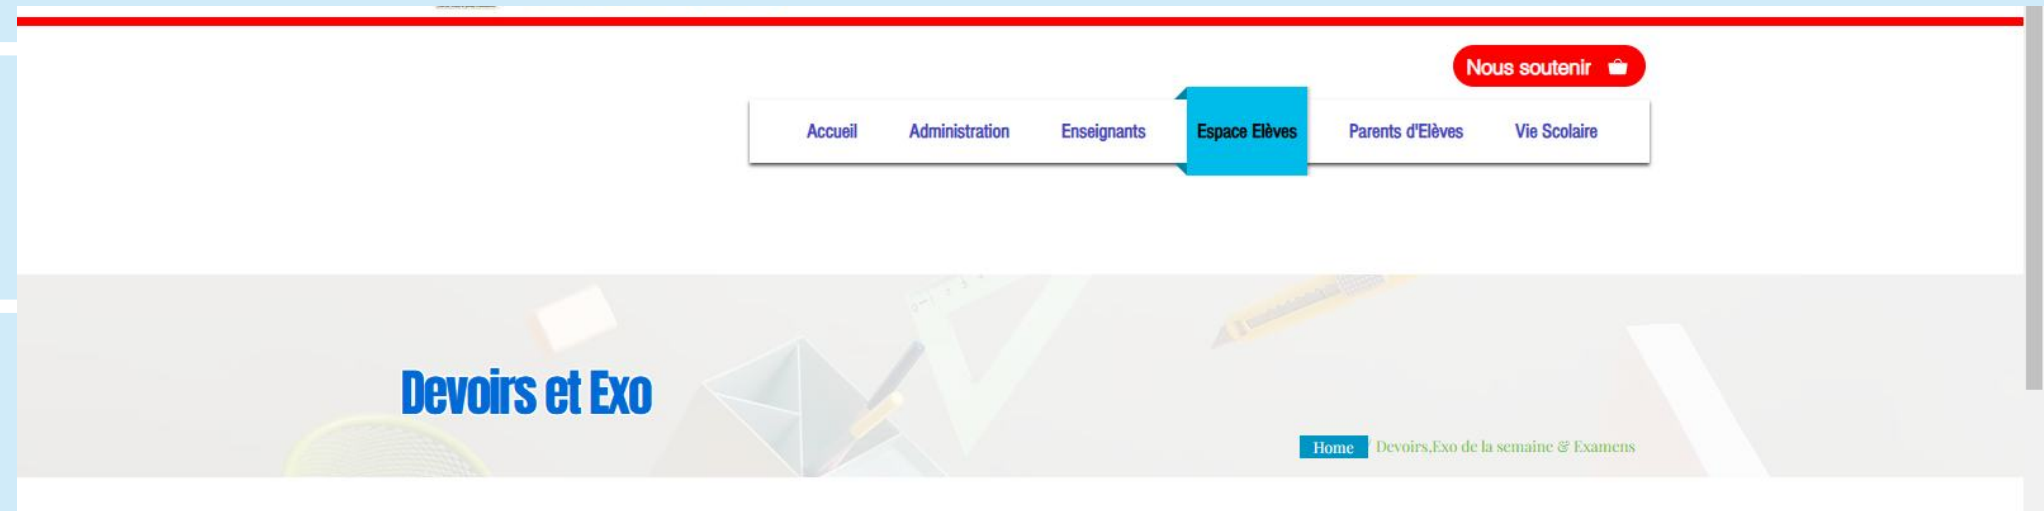 Nous soutenir
Accueil Administration Enseignants Espace Elèves Parents d'Elèves Vie Scolaire
Devoirs et Exo
Home / Devoirs,Exo de la semaine & Examens